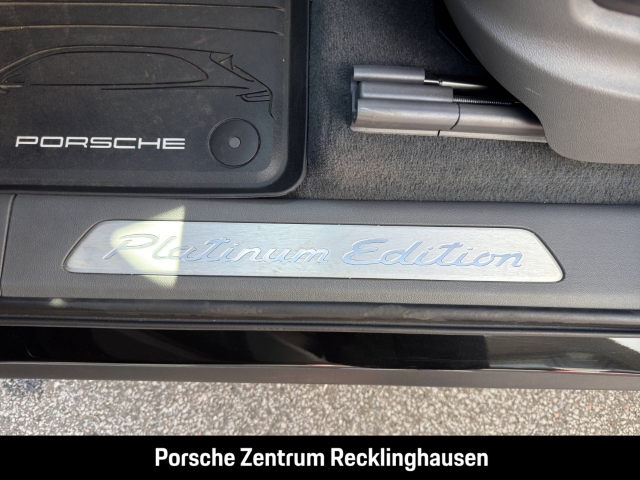 PORSCHE
Platinum Edition
Porsche Zentrum Recklinghausen